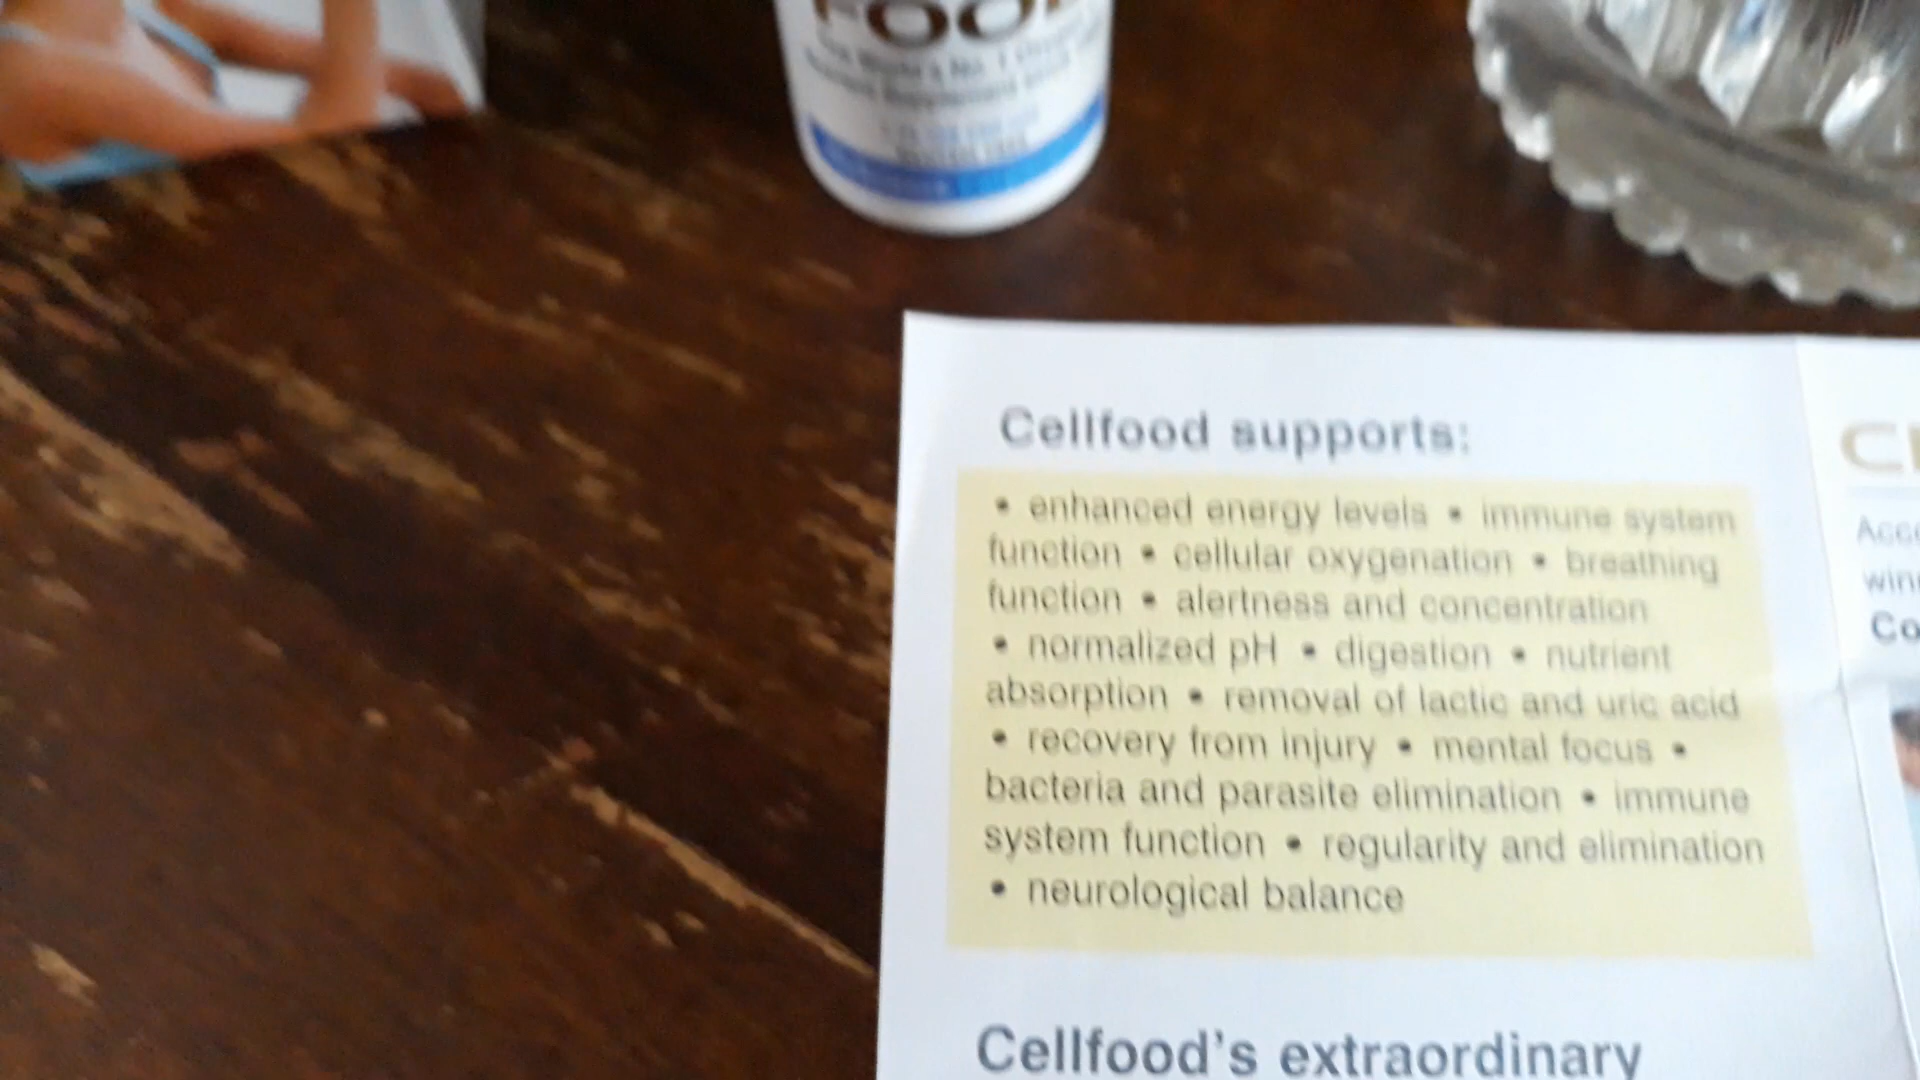 FOOD
Cellfood supports:
• enhanced energy levels • immune system
function • cellular oxygenation • breathing
function • alertness and concentration
• normalized pH • digestion • nutrient
absorption • removal of lactic and uric acid
• recovery from injury • mental focus •
bacteria and parasite elimination • immune
system function • regularity and elimination
• neurological balance
Cellfood's extraordinary